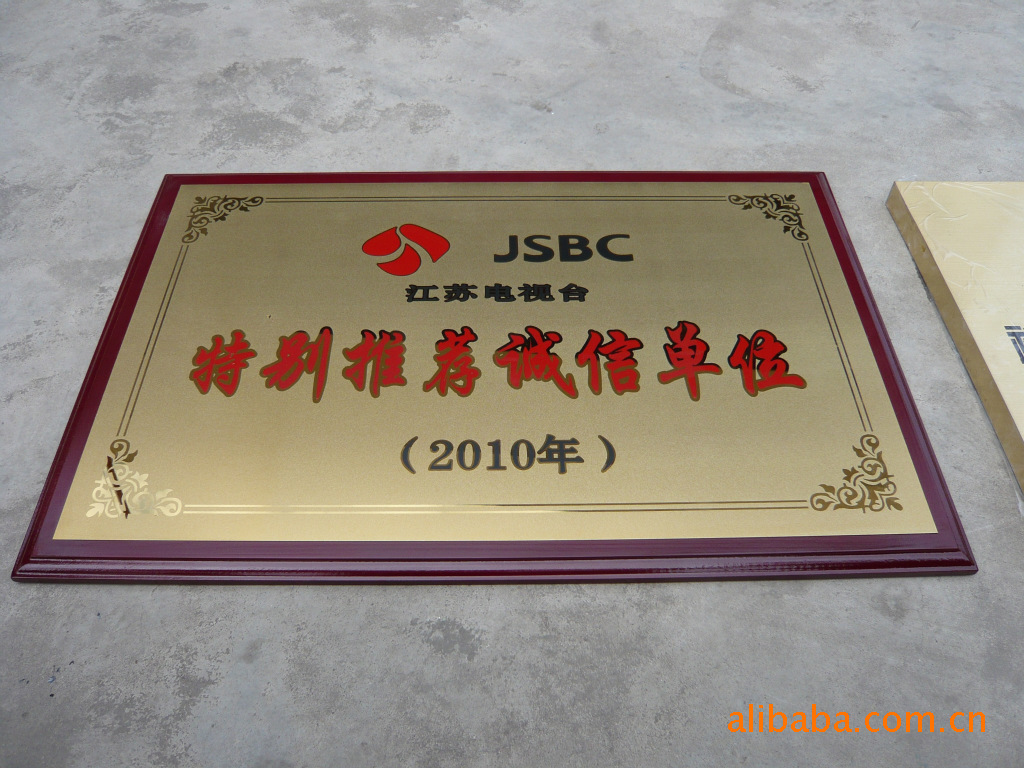 JSBC
江苏电视台
特别推荐诚信单位
（2010年）
alibaba.com.cn